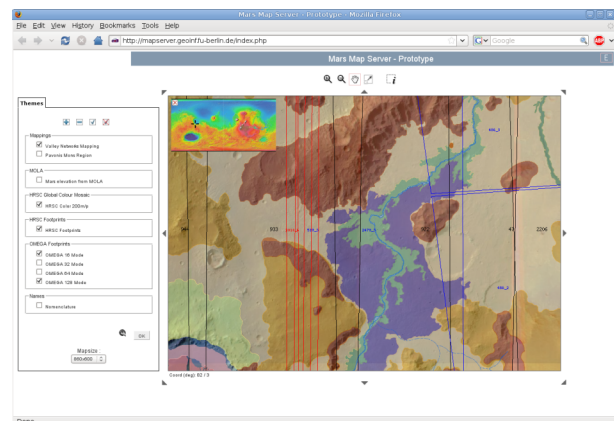 Mars Map Server - Prototype - Mozilla Firefox
File Edit View History Bookmarks Tools Help
http://mapserver.geoinf.fu-berlin.de/index.php
Google
Mars Map Server - Prototype
Themes
Mappings
Valley Networks Mapping
Pavonis Mons Region
MOLA
Mars elevation from MOLA
HRSC Global Colour Mosaic
HRSC Color 200m/p
HRSC Footprints
HRSC Footprints
OMEGA Footprints
OMEGA 16 Mode
OMEGA 32 Mode
OMEGA 64 Mode
OMEGA 128 Mode
Names
Nomenclature
OK
Mapsize :
800x600
933
43
2206
Coord (deg): 82 / 3
Done